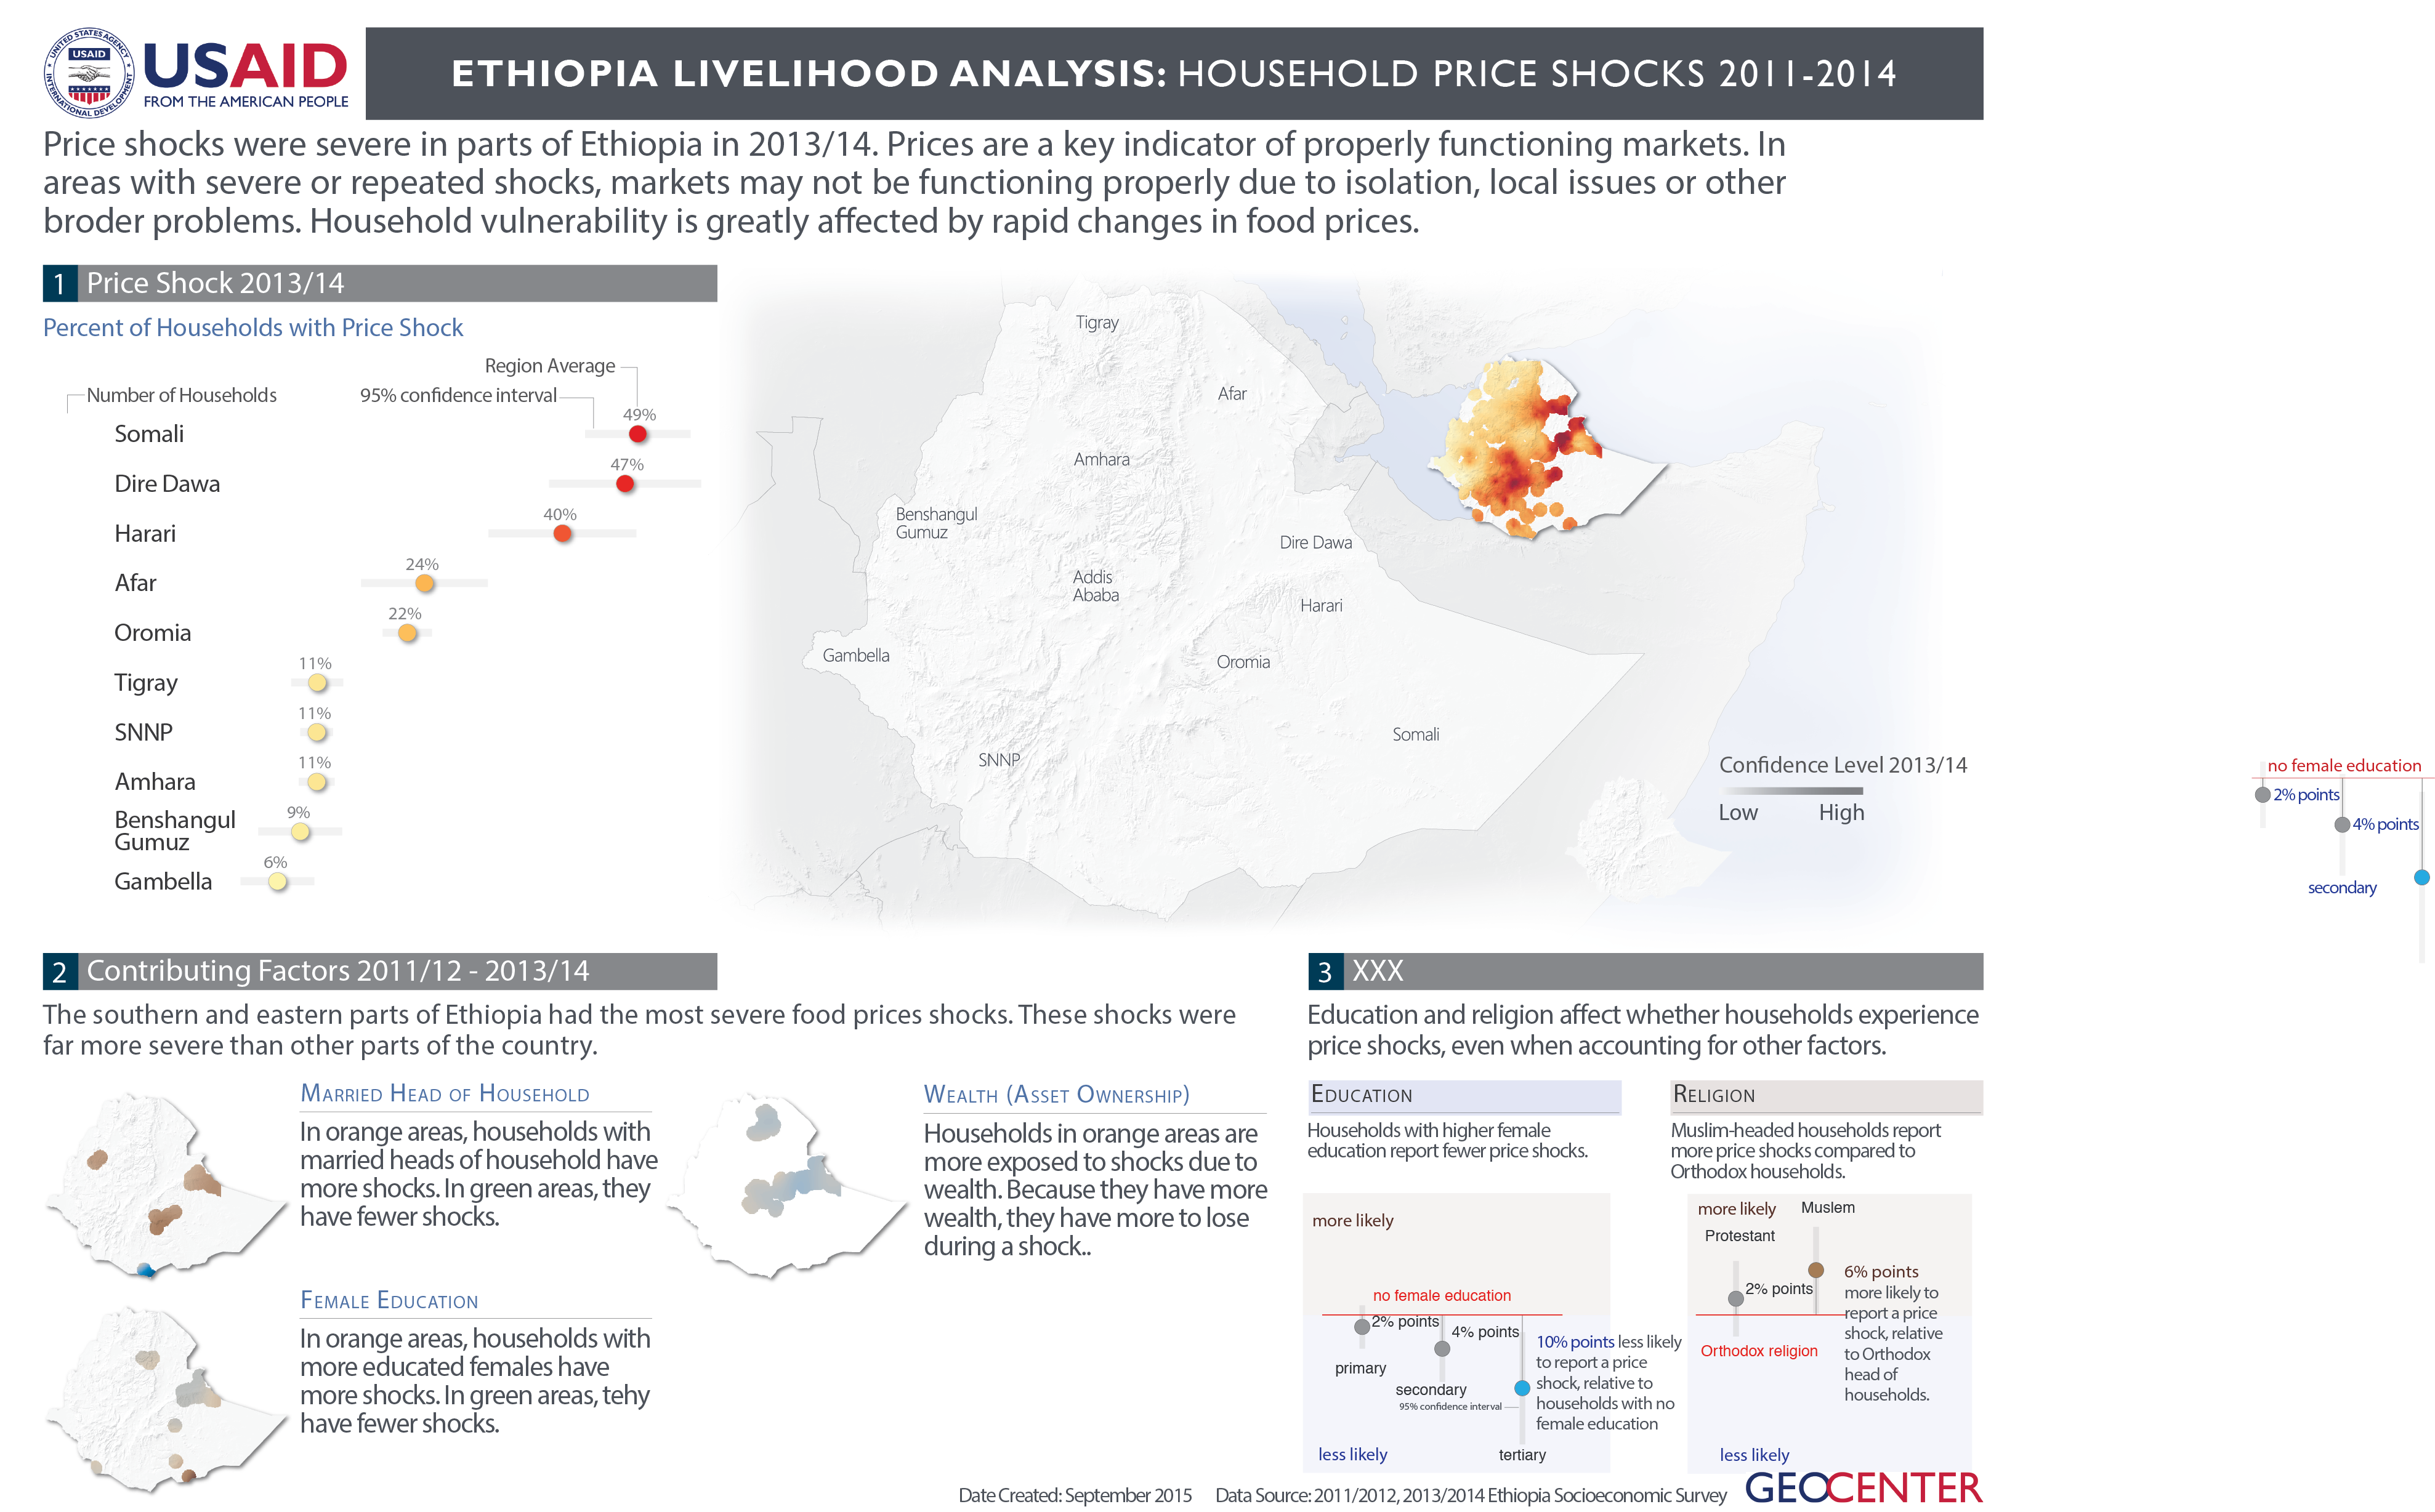 UNITED STATES AGENCY
USAID
INTERNATIONAL DEVELOPMENT
USAID
FROM THE AMERICAN PEOPLE
ETHIOPIA LIVELIHOOD ANALYSIS: HOUSEHOLD PRICE SHOCKS 2011-2014
Price shocks were severe in parts of Ethiopia in 2013/14. Prices are a key indicator of properly functioning markets. In
areas with severe or repeated shocks, markets may not be functioning properly due to isolation, local issues or other
broder problems. Household vulnerability is greatly affected by rapid changes in food prices.
1 Price Shock 2013/14
Percent of Households with Price Shock
Region Average
Number of Households
95% confidence interval
49%
Somali
47%
Dire Dawa
40%
Harari
24%
Afar
22%
Oromia
11%
Tigray
11%
SNNP
11%
Amhara
9%
Benshangul
Gumuz
6%
Gambella
Tigray
Afar
Amhara
Benshangul
Gumuz
Dire Dawa
Addis
Ababa
Harari
Gambella
Oromia
Somali
SNNP
Confidence Level 2013/14
Low High
no female education
2% points
4% points
secondary
2 Contributing Factors 2011/12 - 2013/14
The southern and eastern parts of Ethiopia had the most severe food prices shocks. These shocks were
far more severe than other parts of the country.
Married Head of Household
In orange areas, households with
married heads of household have
more shocks. In green areas, they
have fewer shocks.
Wealth (Asset Ownership)
Households in orange areas are
more exposed to shocks due to
wealth. Because they have more
wealth, they have more to lose
during a shock..
Female Education
In orange areas, households with
more educated females have
more shocks. In green areas, tehy
have fewer shocks.
3 XXX
Education and religion affect whether households experience
price shocks, even when accounting for other factors.
Education
Households with higher female
education report fewer price shocks.
more likely
no female education
2% points
4% points
primary
secondary
95% confidence interval
10% points less likely
to report a price
shock, relative to
households with no
female education
less likely
tertiary
Religion
Muslim-headed households report
more price shocks compared to
Orthodox households.
more likely
Muslem
Protestant
2% points
6% points
more likely to
report a price
shock, relative
to Orthodox
head of
households.
Orthodox religion
less likely
Date Created: September 2015 Data Source: 2011/2012, 2013/2014 Ethiopia Socioeconomic Survey
GEOCENTER